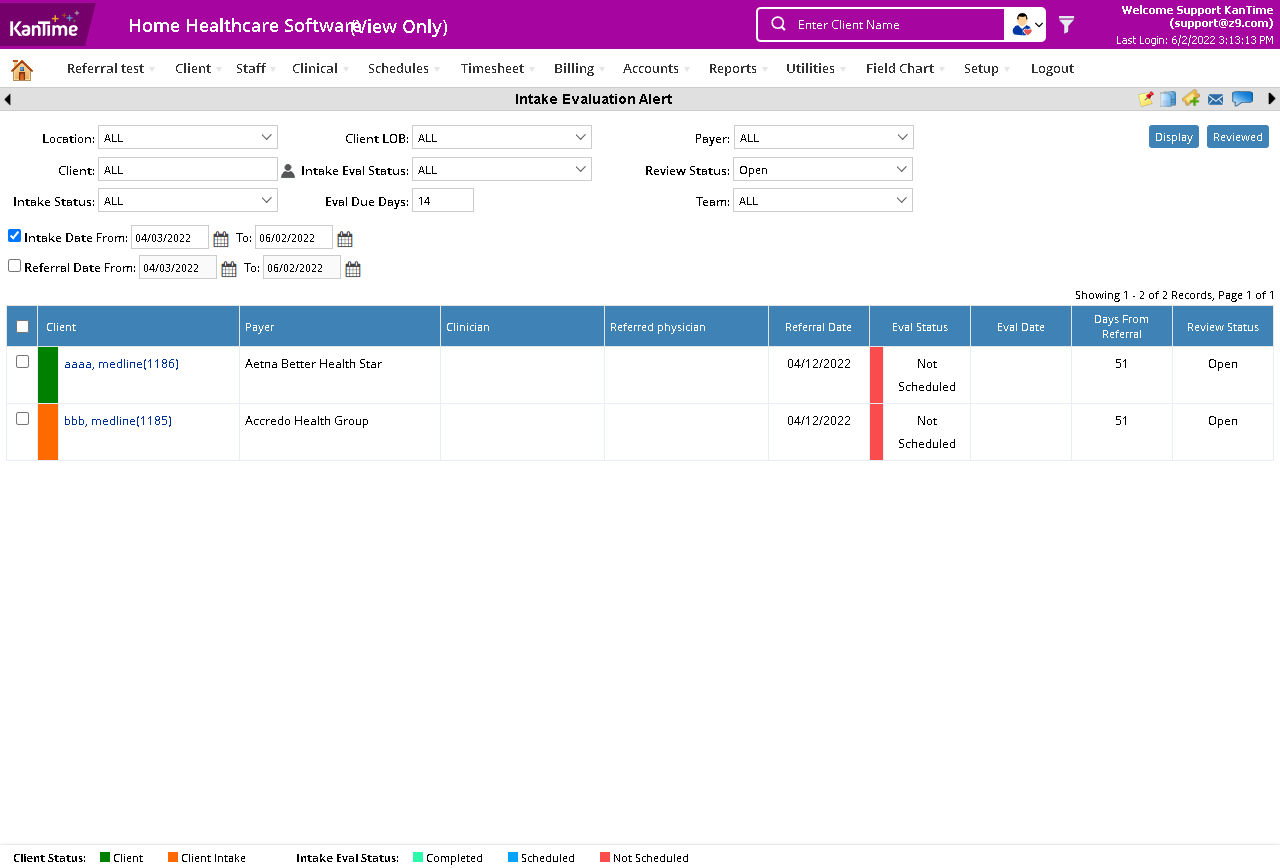 KanTime Home Healthcare Software (View Only) Enter Client Name Welcome Support KanTime
(support@z9.com)
Last Login: 6/2/2022 3:13:13 PM
Referral test Client Staff Clinical Schedules Timesheet Billing Accounts Reports Utilities Field Chart Setup Logout
Intake Evaluation Alert
Location: ALL Client LOB: ALL Payer: ALL Display Reviewed
Client: ALL Intake Eval Status: ALL Review Status: Open
Intake Status: ALL Eval Due Days: 14 Team: ALL
Intake Date From: 04/03/2022 To: 06/02/2022
Referral Date From: 04/03/2022 To: 06/02/2022
Showing 1 - 2 of 2 Records, Page 1 of 1
Client Payer Clinician Referred physician Referral Date Eval Status Eval Date Days From Referral Review Status
aaaa, medline(1186) Aetna Better Health Star 04/12/2022 Not Scheduled 51 Open
bbb, medline(1185) Accredo Health Group 04/12/2022 Not Scheduled 51 Open
Client Status: Client Client Intake Intake Eval Status: Completed Scheduled Not Scheduled